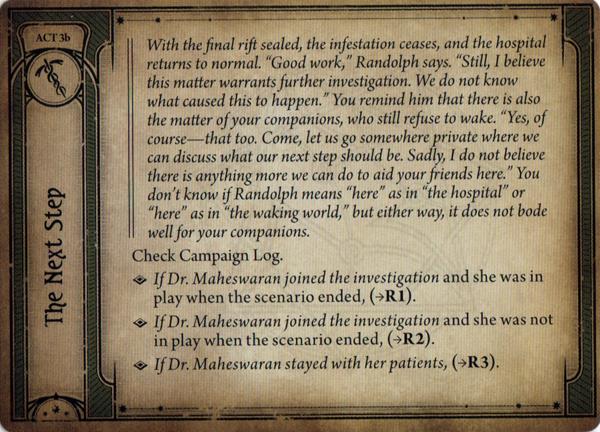 ACT 3b
The Next Step
With the final rift sealed, the infestation ceases, and the hospital
returns to normal. “Good work,” Randolph says. “Still, I believe
this matter warrants further investigation. We do not know
what caused this to happen.” You remind him that there is also
the matter of your companions, who still refuse to wake. “Yes, of
course—that too. Come, let us go somewhere private where we
can discuss what our next step should be. Sadly, I do not believe
there is anything more we can do to aid your friends here.” You
don’t know if Randolph means “here” as in “the hospital” or
“here” as in “the waking world,” but either way, it does not bode
well for your companions.
Check Campaign Log.
If Dr. Maheswaran joined the investigation and she was in
play when the scenario ended, (→R1).
If Dr. Maheswaran joined the investigation and she was not
in play when the scenario ended, (→R2).
If Dr. Maheswaran stayed with her patients, (→R3).